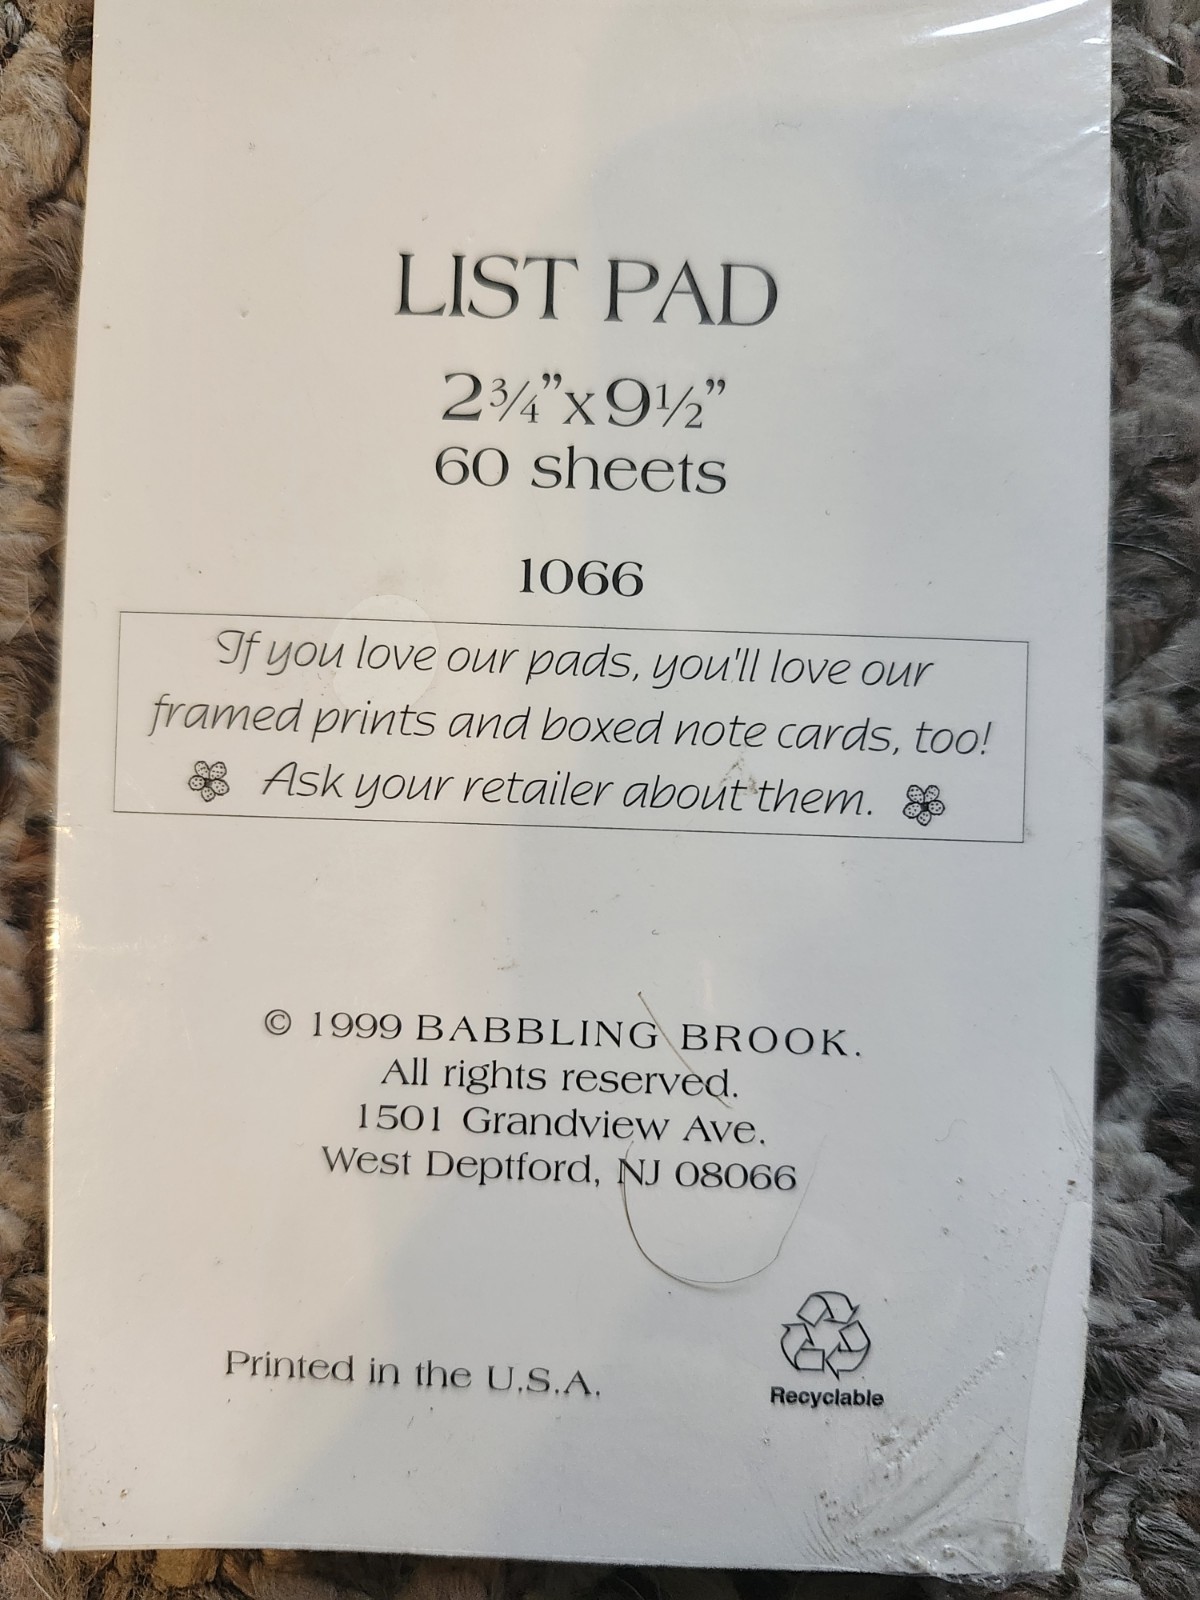 LIST PAD
2¾”x9½”
60 sheets
1066
If you love our pads, you'll love our
framed prints and boxed note cards, too!
Ask your retailer about them.
© 1999 BABBLING BROOK.
All rights reserved.
1501 Grandview Ave.
West Deptford, NJ 08066
Printed in the U.S.A.
Recyclable